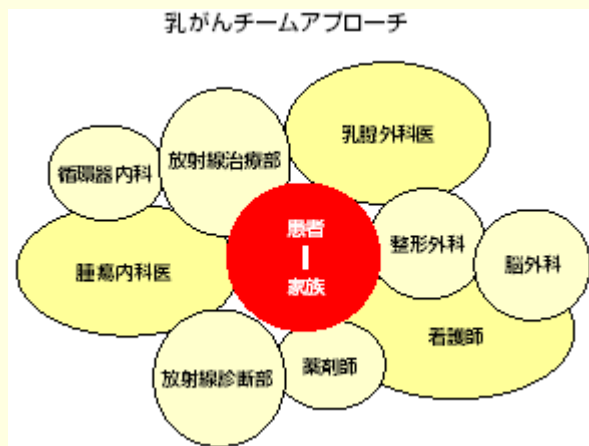 乳がんチームアプローチ
乳腺外科医
放射線治療部
循環器内科
患者
家族
整形外科
脳外科
腫瘍内科医
看護師
薬剤師
放射線診断部